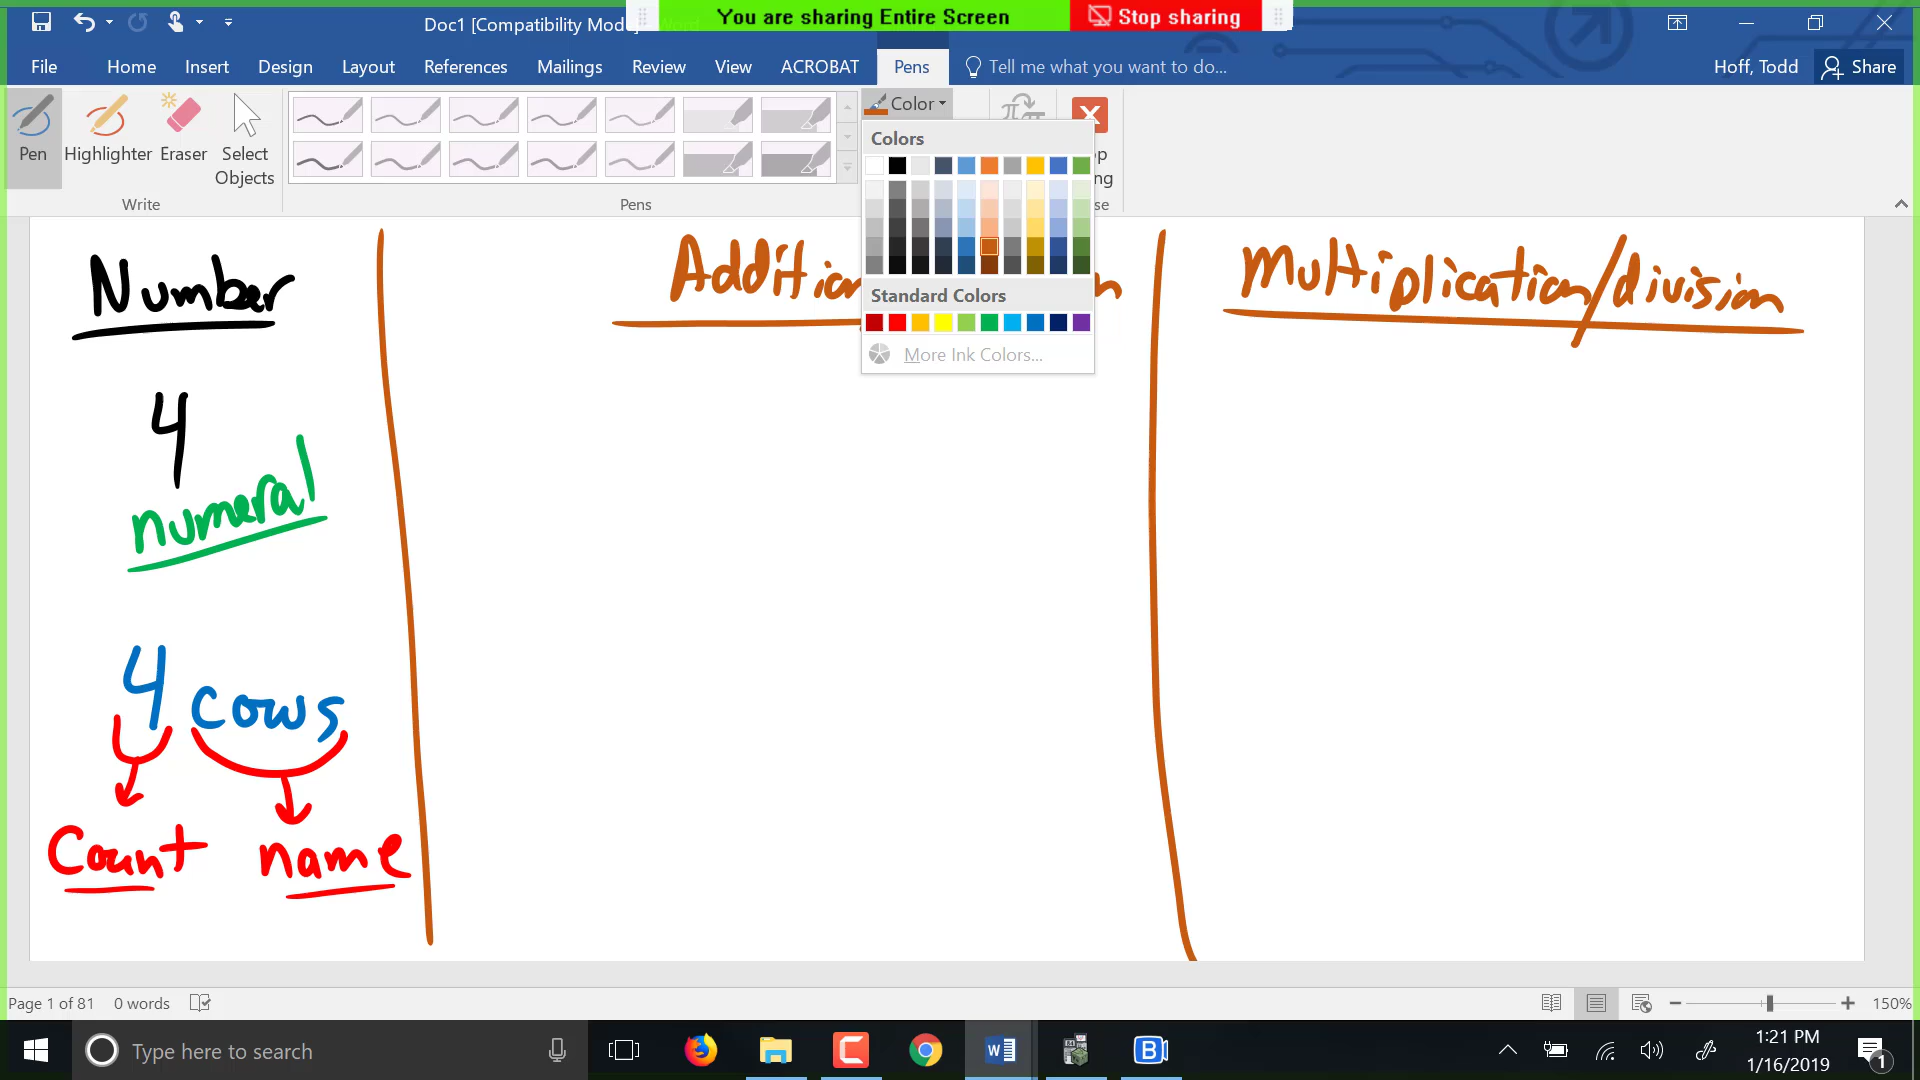 Doc1 [Compatibility Mod
You are sharing Entire Screen
Stop sharing
File Home Insert Design Layout References Mailings Review View ACROBAT Pens Tell me what you want to do... Hoff, Todd Share
Pen Highlighter Eraser Select Objects
Write
Pens
Color
Colors
Standard Colors
More Ink Colors...
Number
Multiplication/division
4
numeral
4 cows
Count name
Page 1 of 81 0 words
150%
Type here to search
1:21 PM
1/16/2019
1